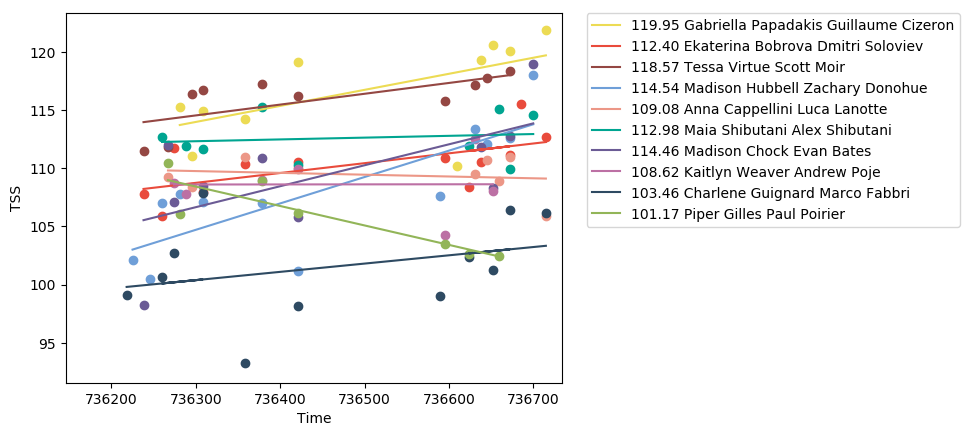 120
115
110
105
100
95
TSS
736200 736300 736400 736500 736600 736700
Time
119.95 Gabriella Papadakis Guillaume Cizeron
112.40 Ekaterina Bobrova Dmitri Soloviev
118.57 Tessa Virtue Scott Moir
114.54 Madison Hubbell Zachary Donohue
109.08 Anna Cappellini Luca Lanotte
112.98 Maia Shibutani Alex Shibutani
114.46 Madison Chock Evan Bates
108.62 Kaitlyn Weaver Andrew Poje
103.46 Charlene Guignard Marco Fabbri
101.17 Piper Gilles Paul Poirier